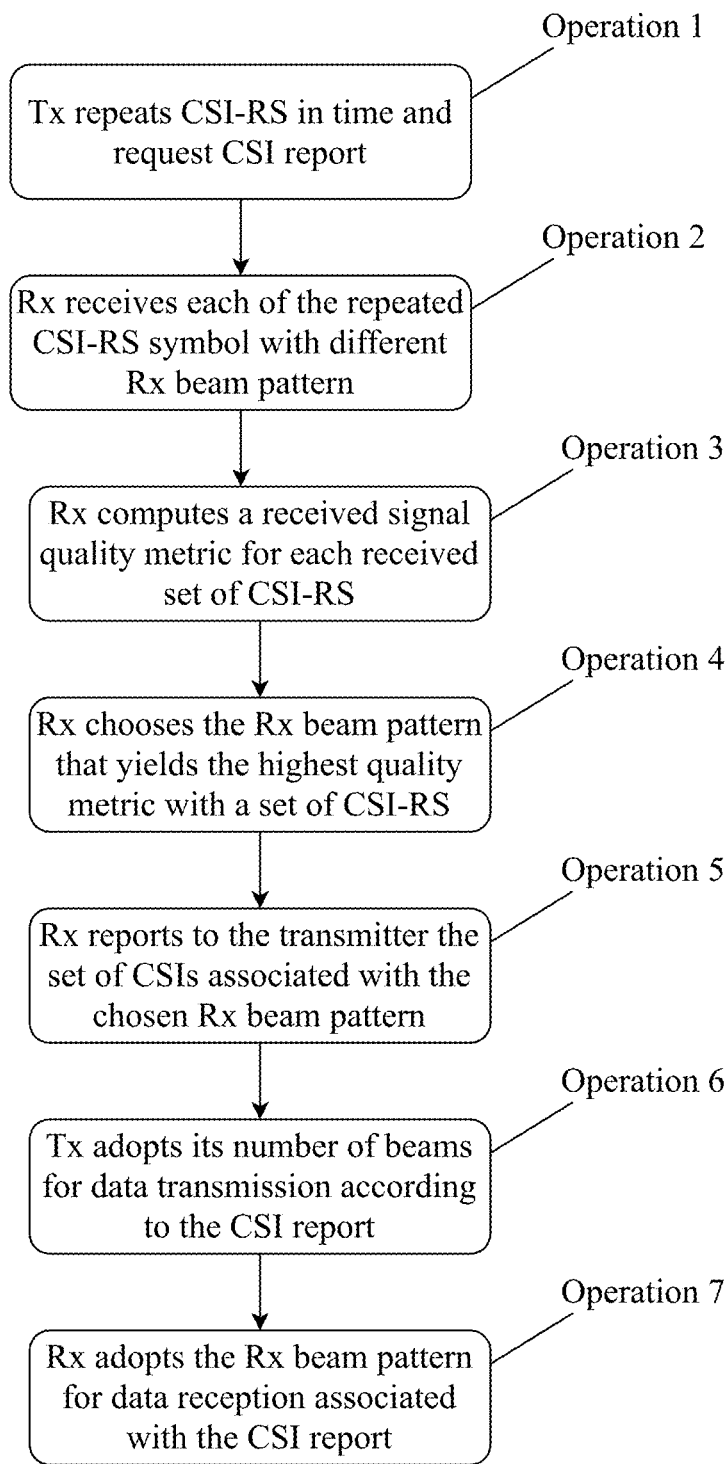 Operation 1
Tx repeats CSI-RS in time and
request CSI report
Operation 2
Rx receives each of the repeated
CSI-RS symbol with different
Rx beam pattern
Operation 3
Rx computes a received signal
quality metric for each received
set of CSI-RS
Operation 4
Rx chooses the Rx beam pattern
that yields the highest quality
metric with a set of CSI-RS
Operation 5
Rx reports to the transmitter the
set of CSIs associated with the
chosen Rx beam pattern
Operation 6
Tx adopts its number of beams
for data transmission according
to the CSI report
Operation 7
Rx adopts the Rx beam pattern
for data reception associated
with the CSI report